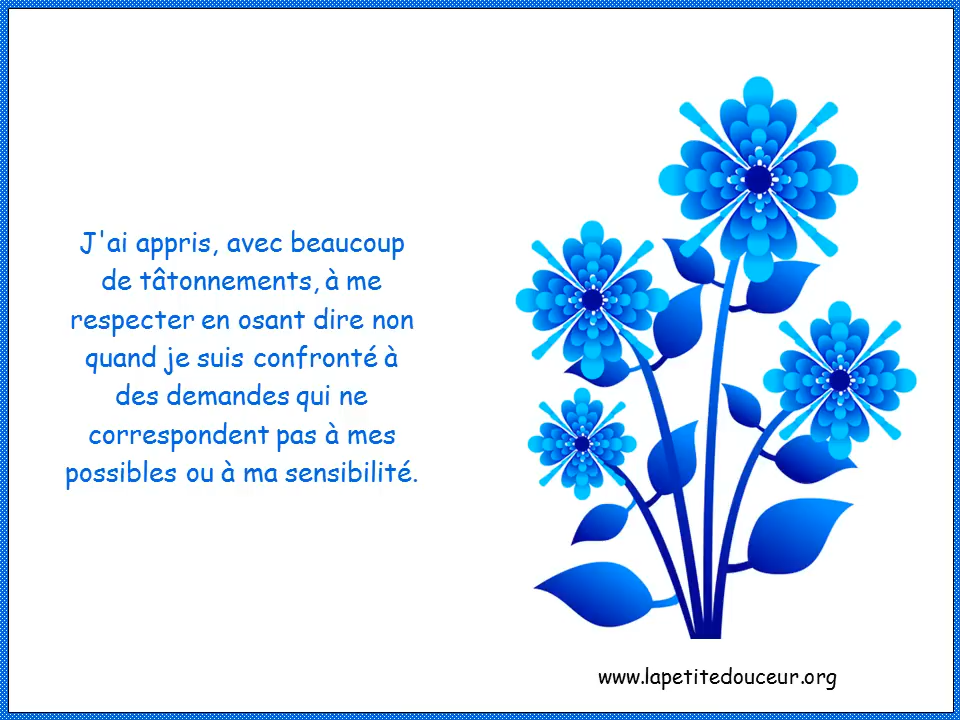 J'ai appris, avec beaucoup
de tâtonnements, à me
respecter en osant dire non
quand je suis confronté à
des demandes qui ne
correspondent pas à mes
possibles ou à ma sensibilité.
www.lapetitedouceur.org